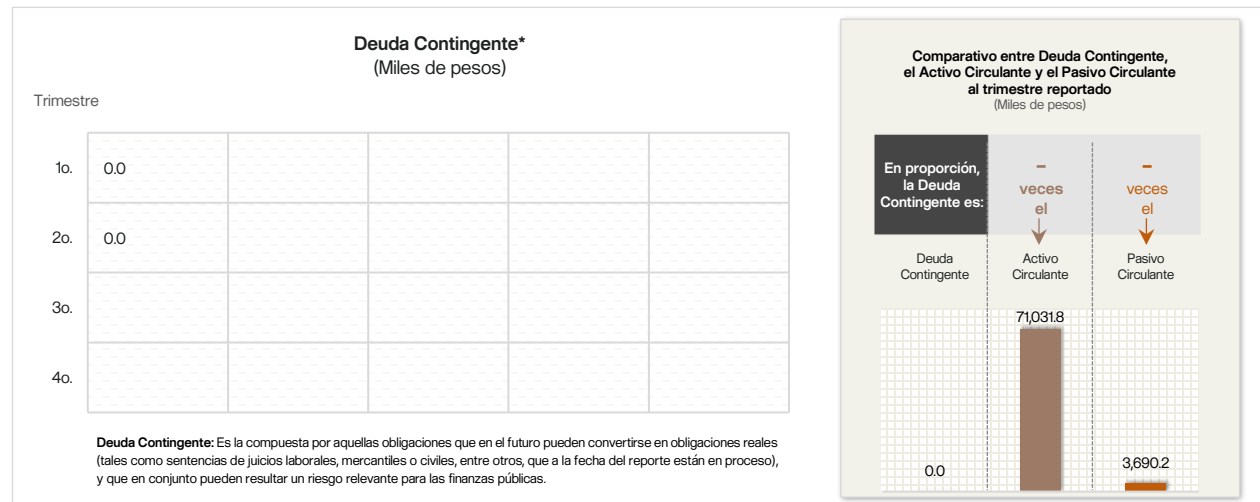 Deuda Contingente*
(Miles de pesos)
Trimestre
1o. 0.0
2o. 0.0
3o.
4o.
Deuda Contingente: Es la compuesta por aquellas obligaciones que en el futuro pueden convertirse en obligaciones reales
(tales como sentencias de juicios laborales, mercantiles o civiles, entre otros, que a la fecha del reporte están en proceso),
y que en conjunto pueden resultar un riesgo relevante para las finanzas públicas.
Comparativo entre Deuda Contingente,
el Activo Circulante y el Pasivo Circulante
al trimestre reportado
(Miles de pesos)
En proporción,
la Deuda
Contingente es:
–
veces
el
–
veces
el
Deuda
Contingente
Activo
Circulante
Pasivo
Circulante
0.0
71,031.8
3,690.2